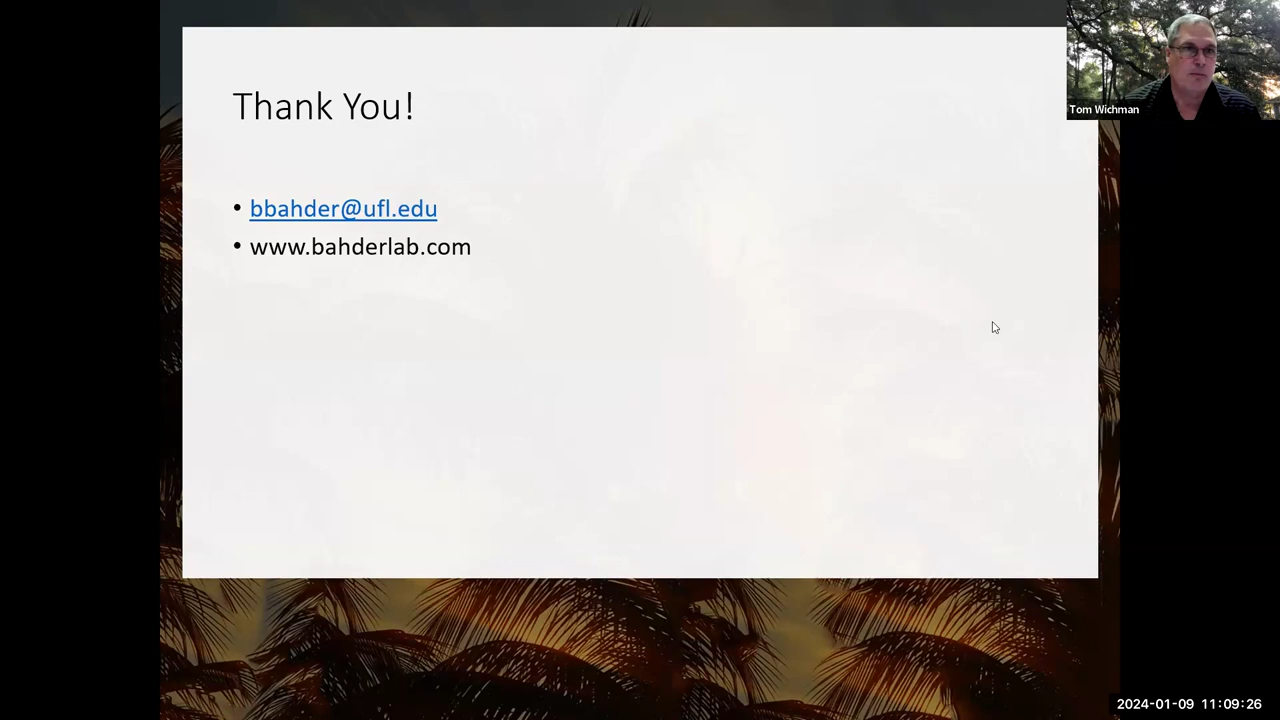 Thank You!
• bbahder@ufl.edu
• www.bahderlab.com
Tom Wichman
2024-01-09 11:09:26